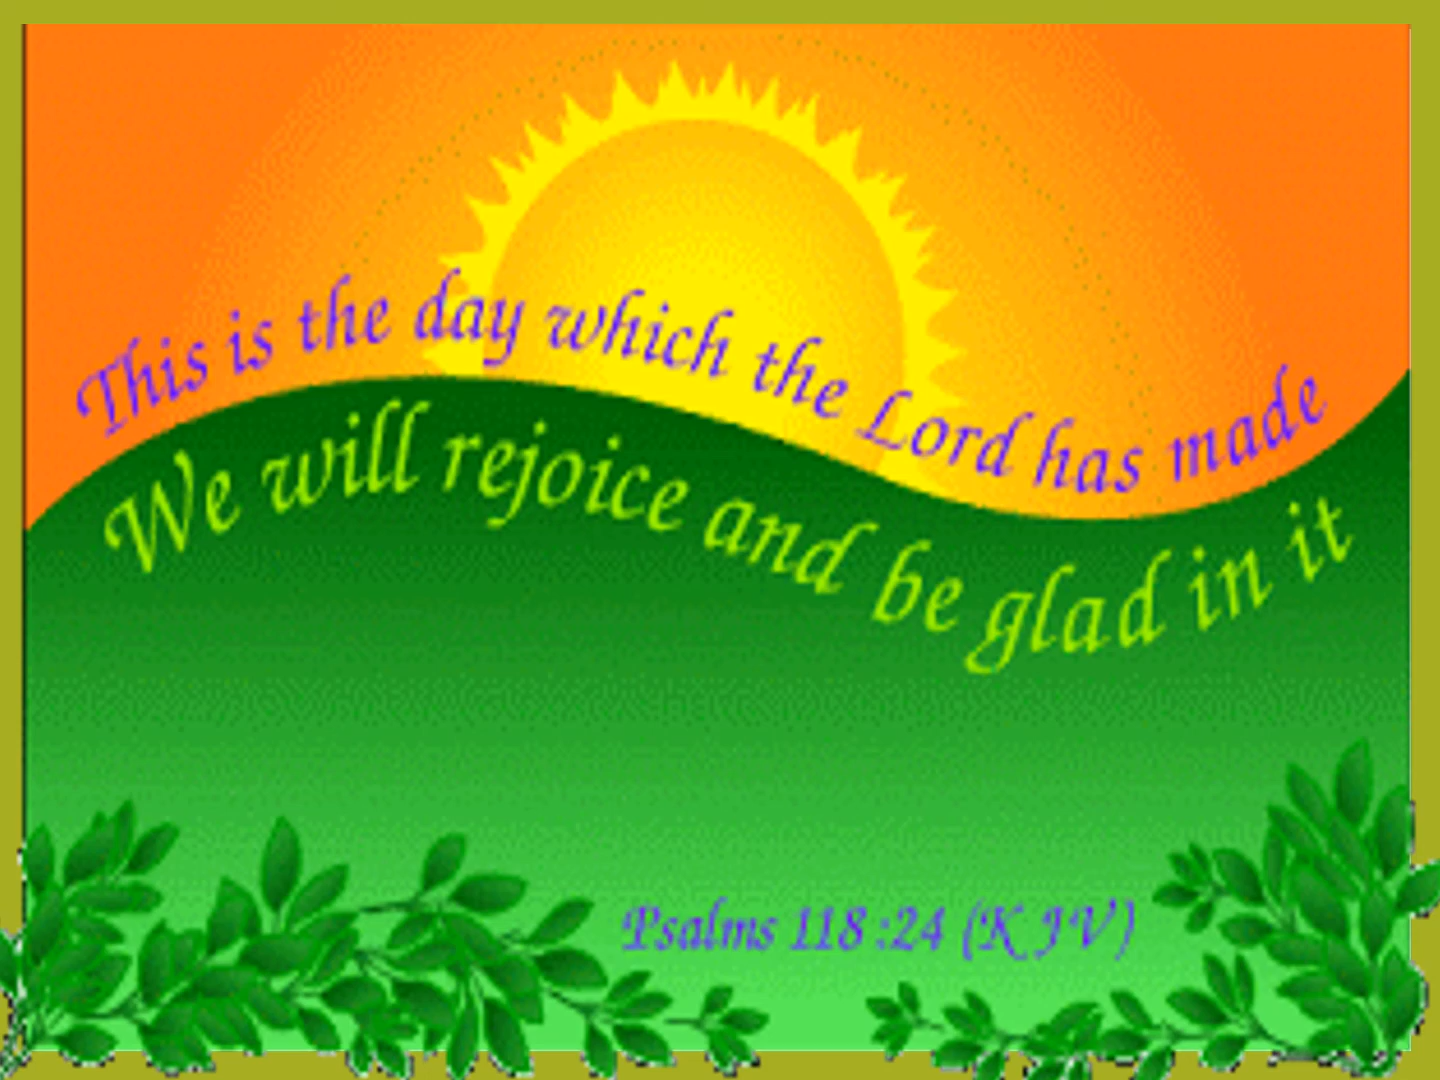 This is the day which the Lord has made
We will rejoice and be glad in it
Psalms 118:24 (KJV)